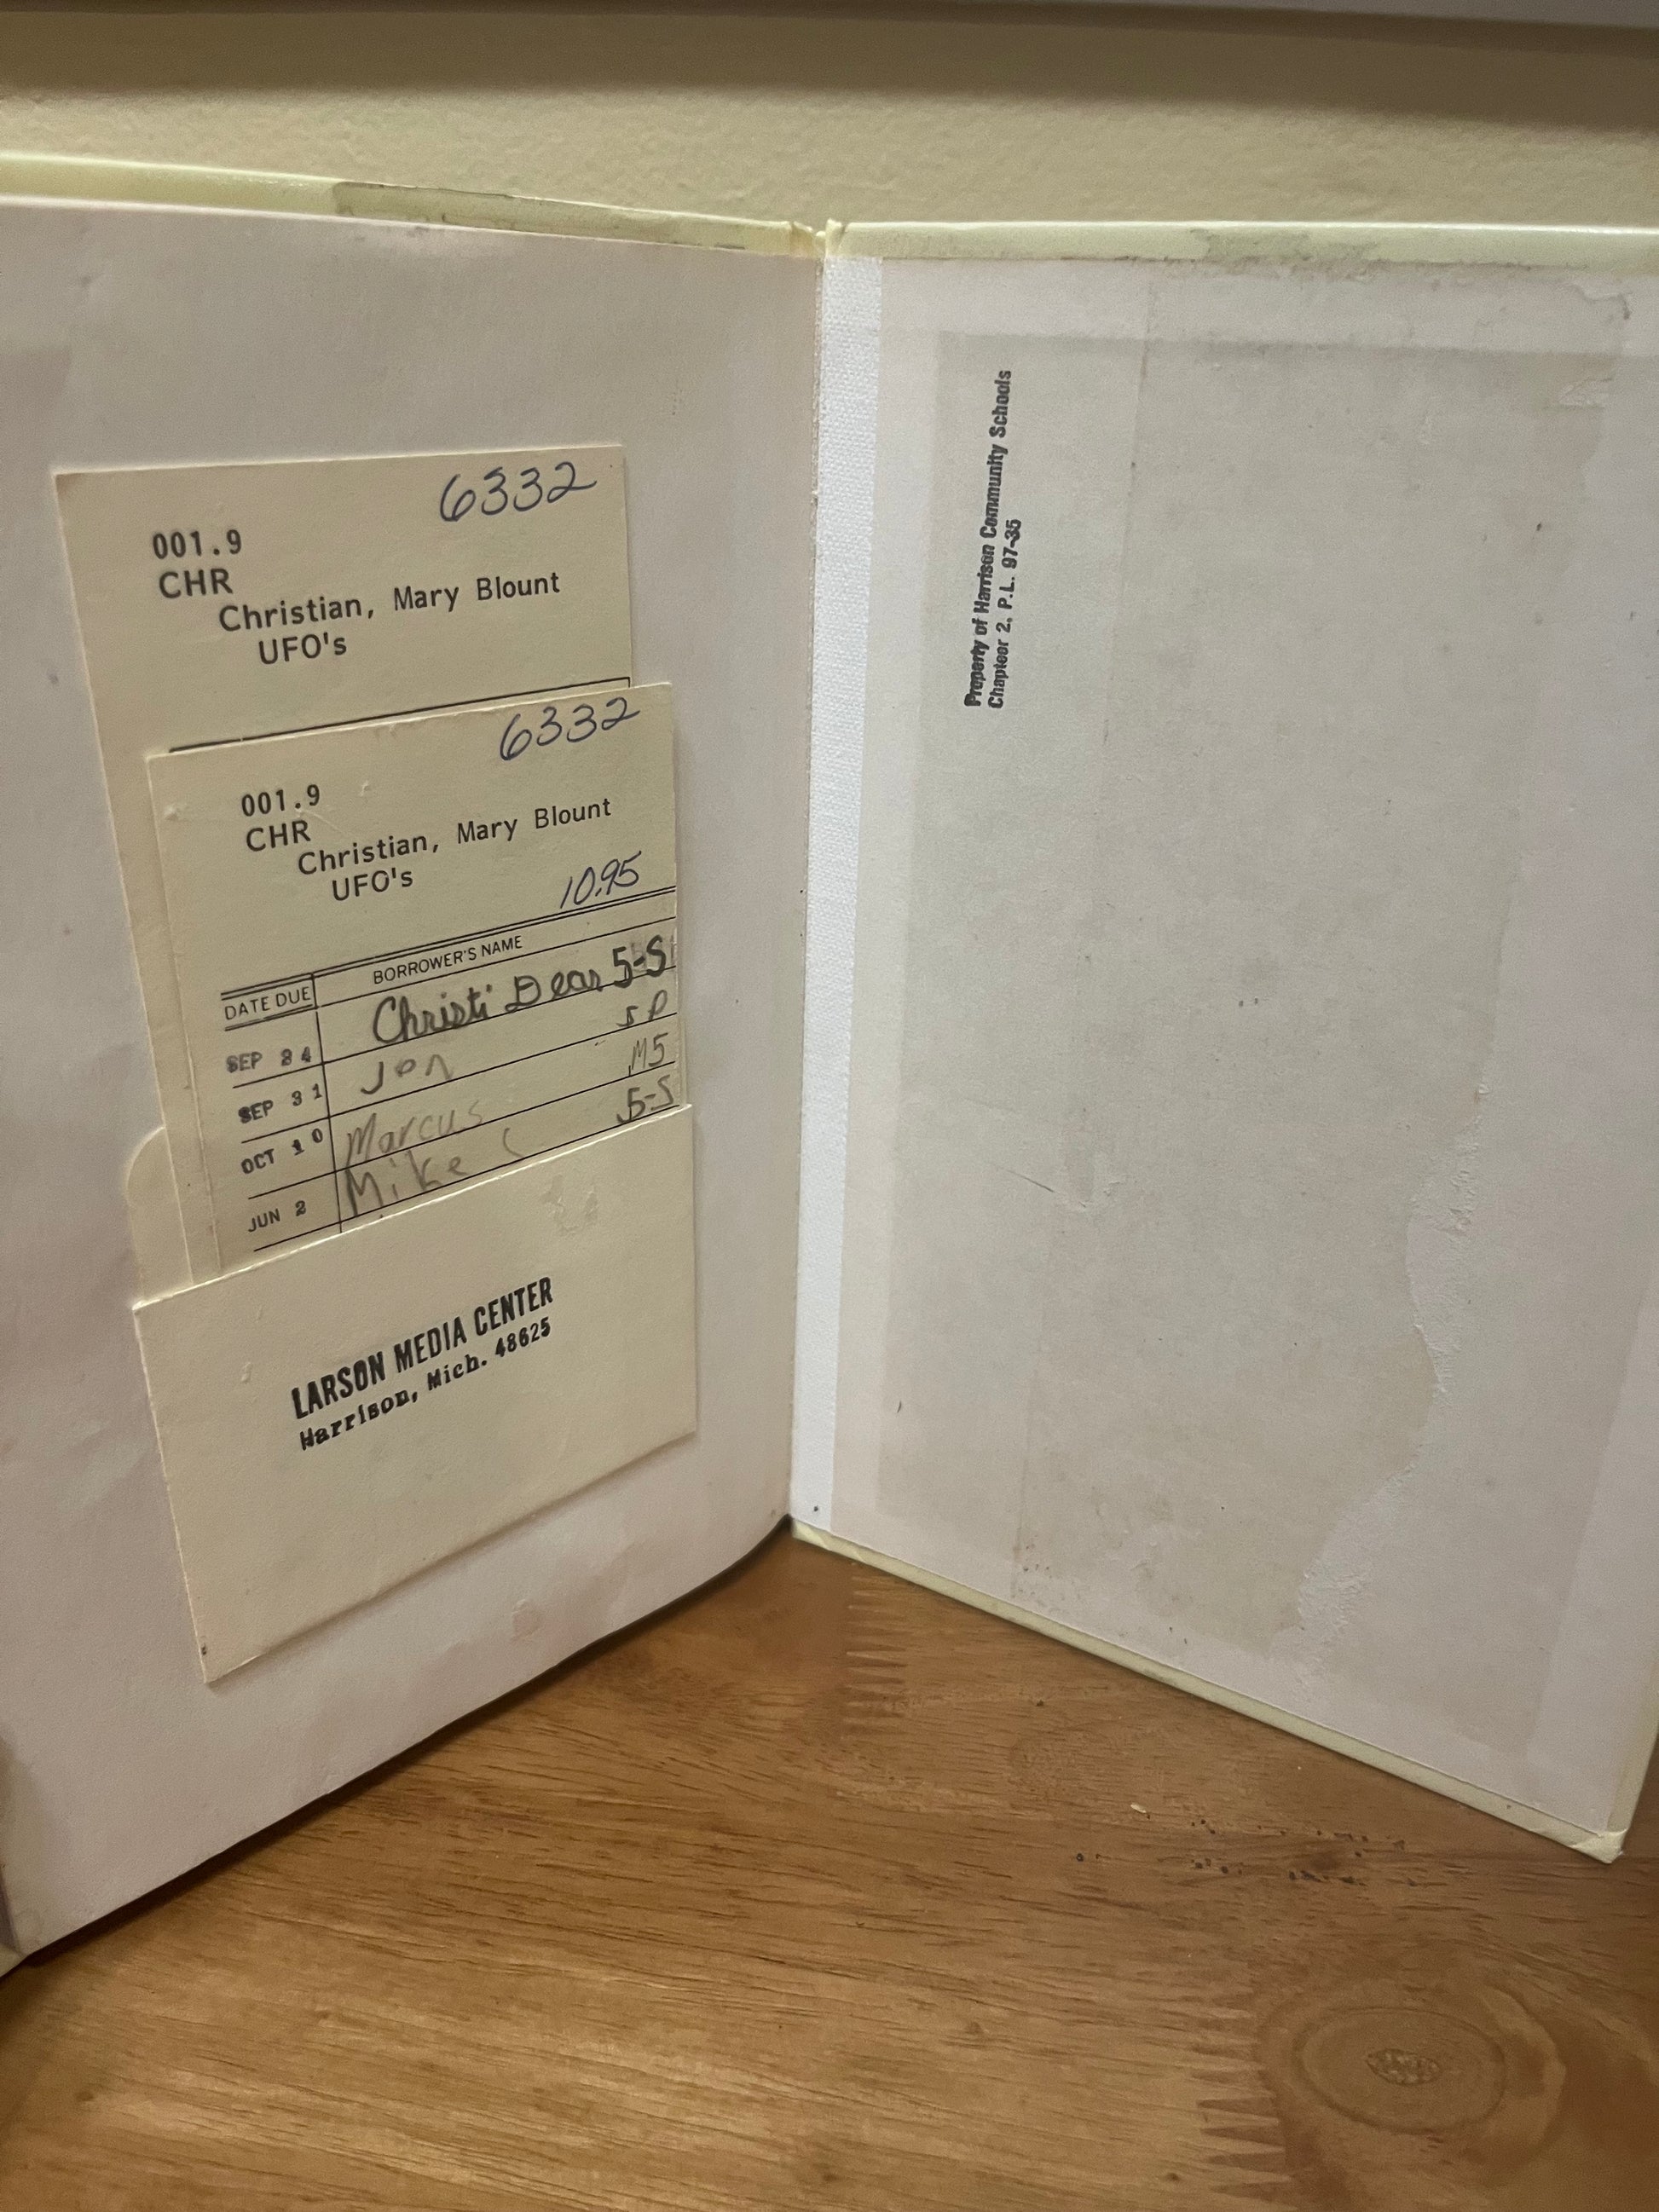 6332
001.9
CHR
Christian, Mary Blount
UFO's
6332
001.9
CHR
Christian, Mary Blount
UFO's
10.95
DATE DUE BORROWER'S NAME
SEP 24 Christi Dean 5-S
SEP 31 Jon 5P
OCT 10 Marcus M5
JUN 2 Mike C 5-S
LARSON MEDIA CENTER
Harrison, Mich. 48625
Property of Harrison Community Schools
Chapteer 2, P.L. 97-35